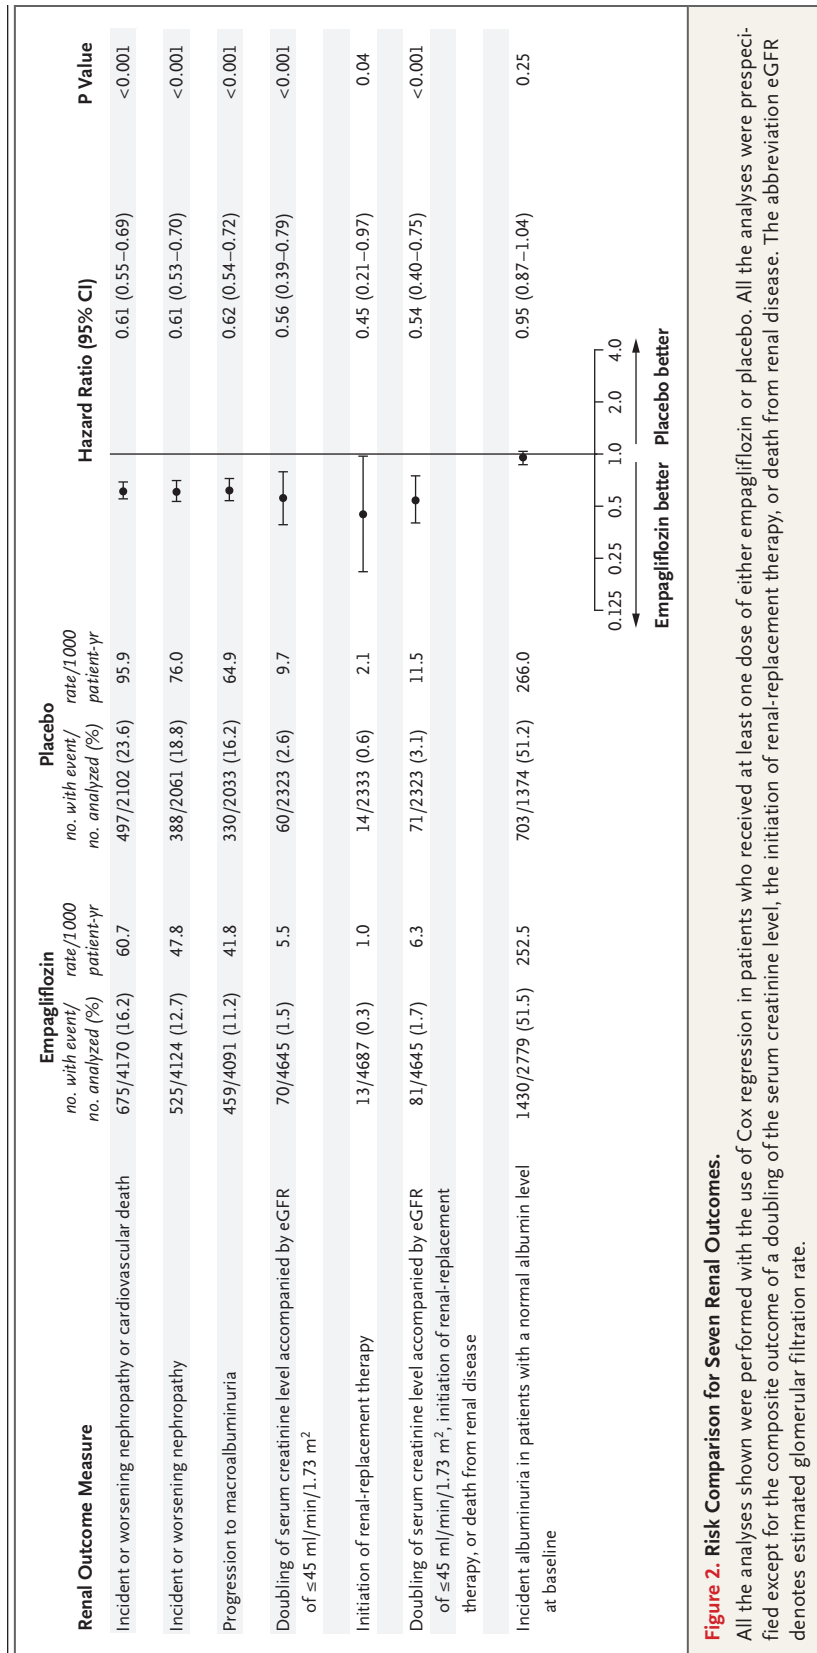 Empagliflozin Placebo
Renal Outcome Measure no. with event/ no. analyzed (%) rate/1000 patient-yr no. with event/ no. analyzed (%) rate/1000 patient-yr Hazard Ratio (95% CI) P Value
Incident or worsening nephropathy or cardiovascular death 675/4170 (16.2) 60.7 497/2102 (23.6) 95.9 0.61 (0.55–0.69) <0.001
Incident or worsening nephropathy 525/4124 (12.7) 47.8 388/2061 (18.8) 76.0 0.61 (0.53–0.70) <0.001
Progression to macroalbuminuria 459/4091 (11.2) 41.8 330/2033 (16.2) 64.9 0.62 (0.54–0.72) <0.001
Doubling of serum creatinine level accompanied by eGFR 70/4645 (1.5) 5.5 60/2323 (2.6) 9.7 0.56 (0.39–0.79) <0.001
of ≤45 ml/min/1.73 m²
Initiation of renal-replacement therapy 13/4687 (0.3) 1.0 14/2333 (0.6) 2.1 0.45 (0.21–0.97) 0.04
Doubling of serum creatinine level accompanied by eGFR 81/4645 (1.7) 6.3 71/2323 (3.1) 11.5 0.54 (0.40–0.75) <0.001
of ≤45 ml/min/1.73 m², initiation of renal-replacement
therapy, or death from renal disease
Incident albuminuria in patients with a normal albumin level 1430/2779 (51.5) 252.5 703/1374 (51.2) 266.0 0.95 (0.87–1.04) 0.25
at baseline
0.125 0.25 0.5 1.0 2.0 4.0
Empagliflozin better Placebo better
Figure 2. Risk Comparison for Seven Renal Outcomes.
All the analyses shown were performed with the use of Cox regression in patients who received at least one dose of either empagliflozin or placebo. All the analyses were prespeci-
fied except for the composite outcome of a doubling of the serum creatinine level, the initiation of renal-replacement therapy, or death from renal disease. The abbreviation eGFR
denotes estimated glomerular filtration rate.